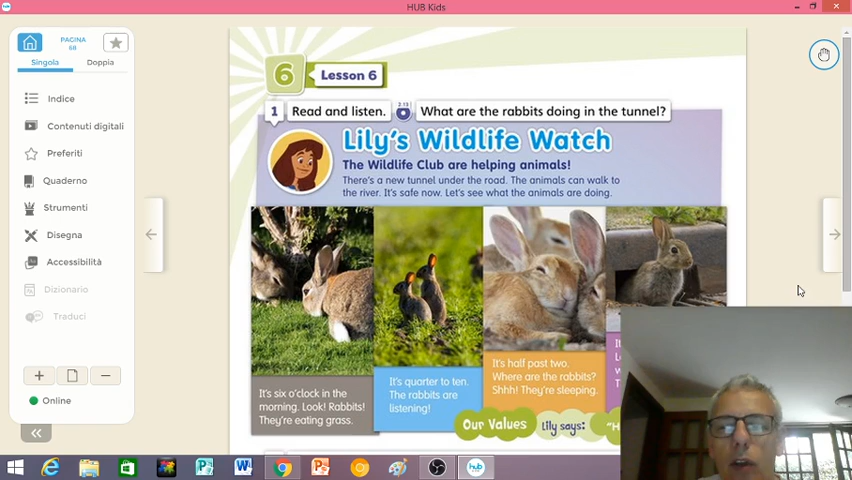 HUB Kids
PAGINA
68
Singola
Doppia
Indice
Contenuti digitali
Preferiti
Quaderno
Strumenti
Disegna
Accessibilità
Dizionario
Traduci
Online
6
Lesson 6
1 Read and listen. 2.13 What are the rabbits doing in the tunnel?
Lily's Wildlife Watch
The Wildlife Club are helping animals!
There's a new tunnel under the road. The animals can walk to
the river. It's safe now. Let's see what the animals are doing.
It's six o'clock in the
morning. Look! Rabbits!
They're eating grass.
It's quarter to ten.
The rabbits are
listening!
It's half past two.
Where are the rabbits?
Shhh! They're sleeping.
Our Values
Lily says:
hub